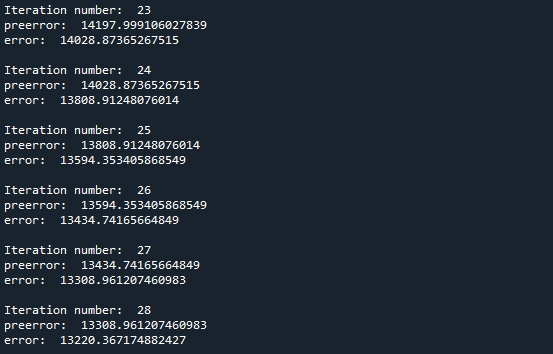 Iteration number:  23
preerror:  14197.999106027839
error:  14028.87365267515
Iteration number:  24
preerror:  14028.87365267515
error:  13808.91248076014
Iteration number:  25
preerror:  13808.91248076014
error:  13594.353405868549
Iteration number:  26
preerror:  13594.353405868549
error:  13434.74165664849
Iteration number:  27
preerror:  13434.74165664849
error:  13308.961207460983
Iteration number:  28
preerror:  13308.961207460983
error:  13220.367174882427